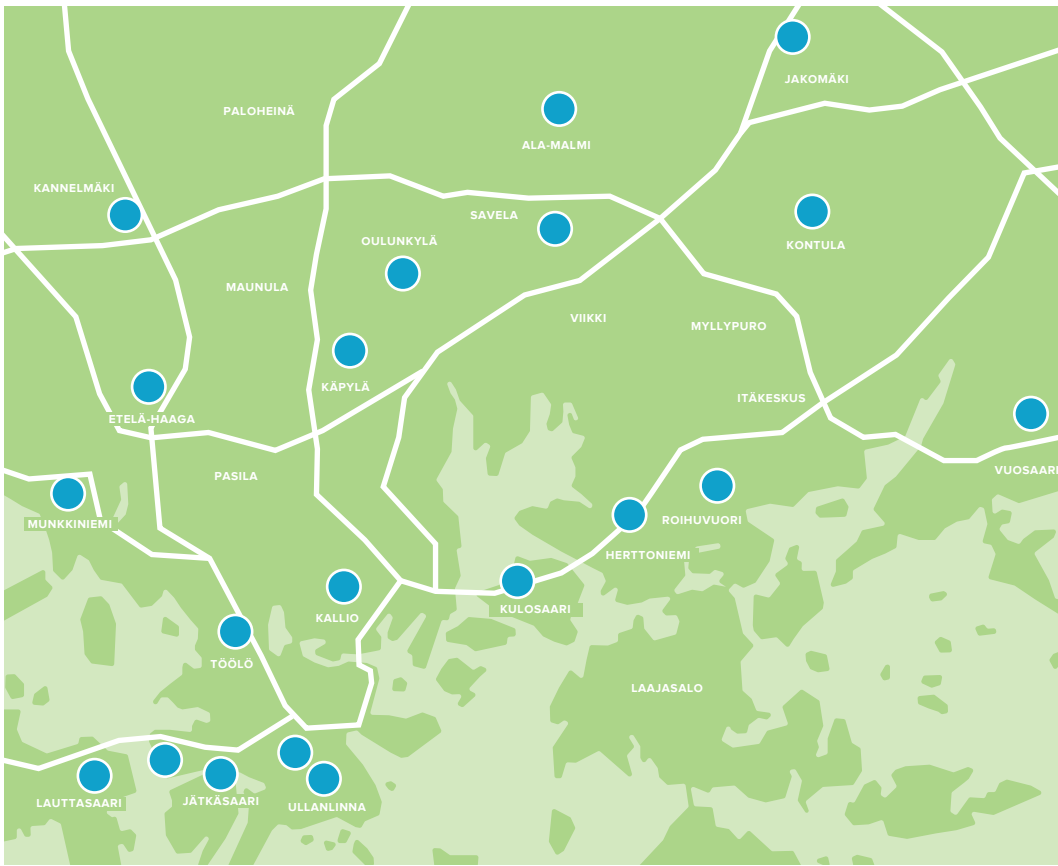 JAKOMÄKI
PALOHEINÄ
ALA-MALMI
KANNELMÄKI
SAVELA
OULUNKYLÄ
KONTULA
MAUNULA
VIIKKI
MYLLYPURO
KÄPYLÄ
ITÄKESKUS
ETELÄ-HAAGA
VUOSAARI
PASILA
MUNKKINIEMI
ROIHUVUORI
HERTTONIEMI
KULOSAARI
KALLIO
TÖÖLÖ
LAAJASALO
LAUTTASAARI
JÄTKÄSAARI
ULLANLINNA